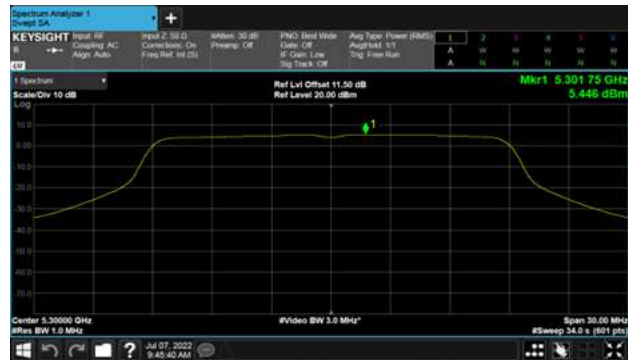 Spectrum Analyzer 1
Swept SA
+
KEYSIGHT Input: RF Input Z: 50 Ω #Atten: 30 dB PNO: Best Wide Avg Type: Power (RMS) 1 2 3 4 5 6
R Coupling: AC Corrections: On Preamp: Off Gate: Off Avg|Hold: 1/1 A W W W W W
Align: Auto Freq Ref: Int (S) IF Gain: Low Trig: Free Run A N N N N N
Sig Track: Off
1 Spectrum
Ref Lvl Offset 11.50 dB Mkr1 5.301 75 GHz
Scale/Div 10 dB Ref Level 20.00 dBm 5.446 dBm
Log
10.0
0.00
-10.0
-20.0
-30.0
-40.0
-50.0
-60.0
-70.0
1
Center 5.30000 GHz #Video BW 3.0 MHz* Span 30.00 MHz
#Res BW 1.0 MHz #Sweep 34.0 s (601 pts)
? Jul 07, 2022
9:45:40 AM